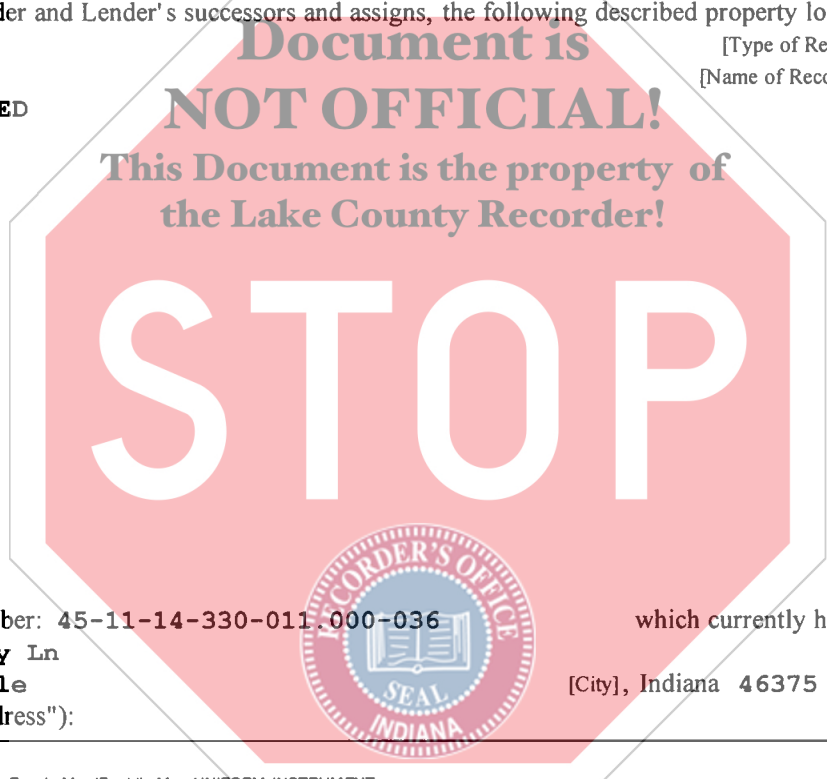 der and Lender's successors and assigns, the following described property lo
Document is
[Type of Re
[Name of Reco
NOT OFFICIAL!
ED
This Document is the property of
the Lake County Recorder!
STOP
RECORDER'S OFFICE
ber: 45-11-14-330-011.000-036 which currently h
y Ln
le [City], Indiana 46375
SEAL
dress"):
INDIANA